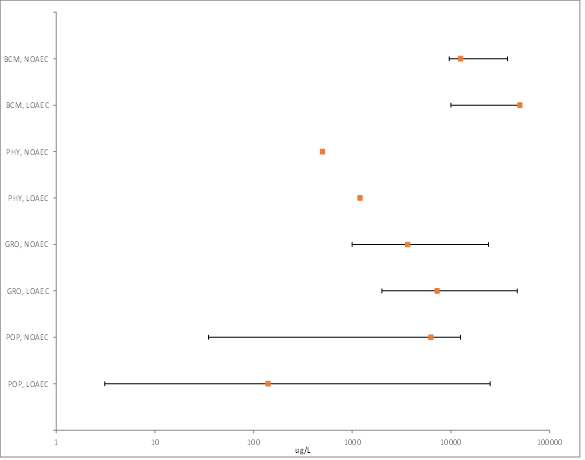 BCM, NOAEC
BCM, LOAEC
PHY, NOAEC
PHY, LOAEC
GRO, NOAEC
GRO, LOAEC
POP, NOAEC
POP, LOAEC
1 10 100 1000 10000 100000
ug/L